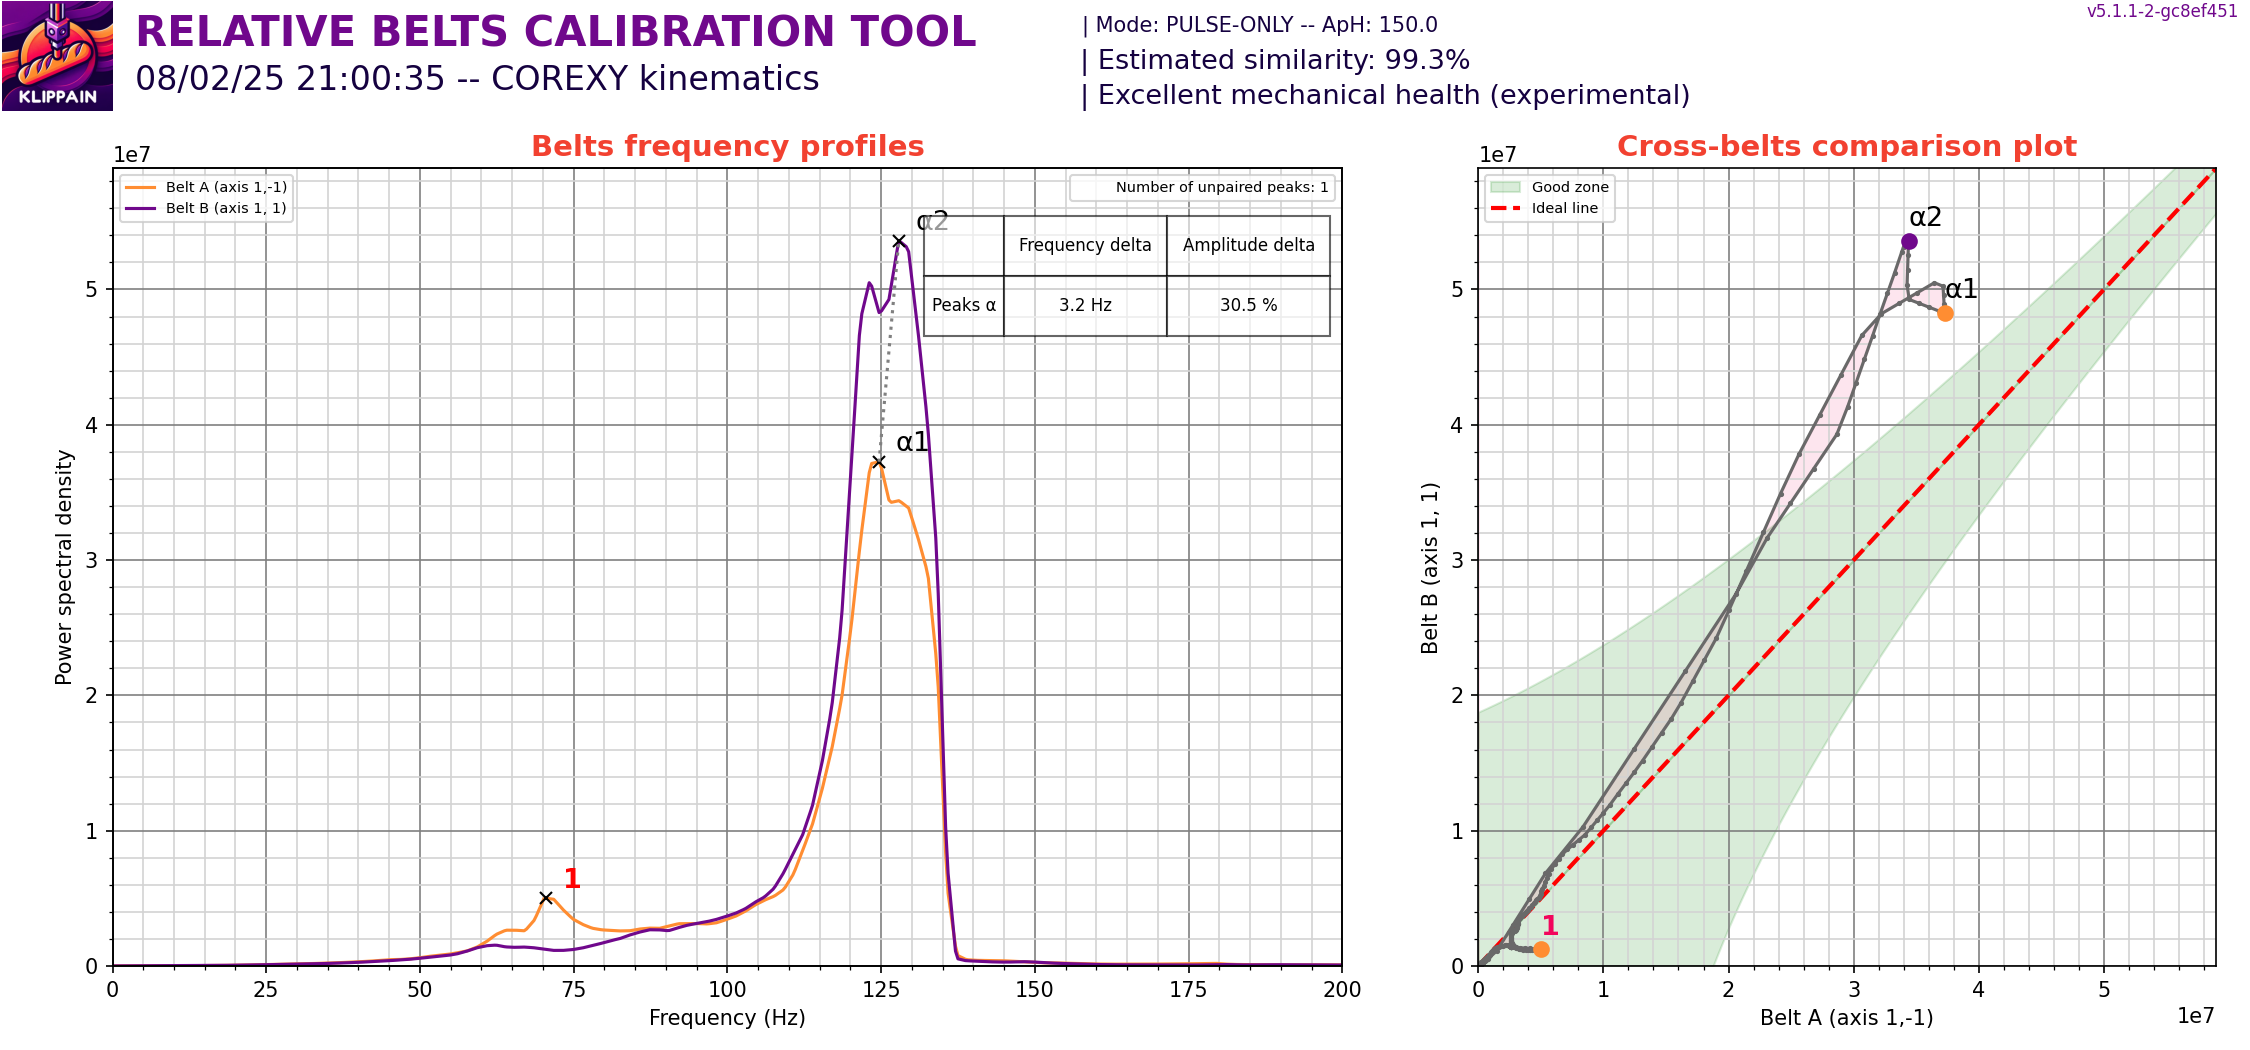 KLIPPAIN
RELATIVE BELTS CALIBRATION TOOL
08/02/25 21:00:35 -- COREXY kinematics
| Mode: PULSE-ONLY -- ApH: 150.0
| Estimated similarity: 99.3%
| Excellent mechanical health (experimental)
v5.1.1-2-gc8ef451
Belts frequency profiles
1e7
Belt A (axis 1,-1)
Belt B (axis 1, 1)
Number of unpaired peaks: 1
α2
Frequency delta Amplitude delta
Peaks α 3.2 Hz 30.5 %
α1
1
Power spectral density
5
4
3
2
1
0
0 25 50 75 100 125 150 175 200
Frequency (Hz)
Cross-belts comparison plot
1e7
Good zone
Ideal line
α2
α1
1
Belt B (axis 1, 1)
5
4
3
2
1
0
0 1 2 3 4 5
Belt A (axis 1,-1)
1e7